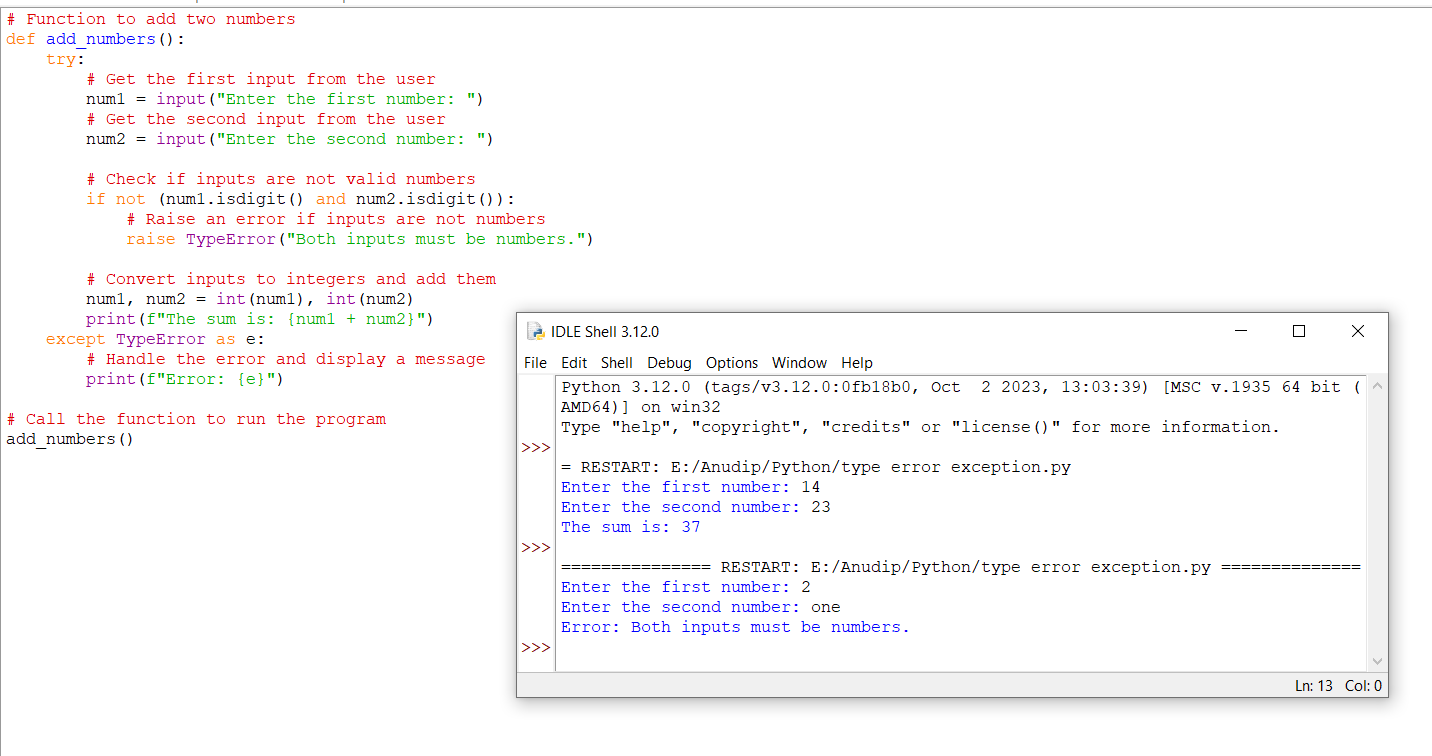 # Function to add two numbers
def add_numbers():
    try:
        # Get the first input from the user
        num1 = input("Enter the first number: ")
        # Get the second input from the user
        num2 = input("Enter the second number: ")

        # Check if inputs are not valid numbers
        if not (num1.isdigit() and num2.isdigit()):
            # Raise an error if inputs are not numbers
            raise TypeError("Both inputs must be numbers.")

        # Convert inputs to integers and add them
        num1, num2 = int(num1), int(num2)
        print(f"The sum is: {num1 + num2}")
    except TypeError as e:
        # Handle the error and display a message
        print(f"Error: {e}")

# Call the function to run the program
add_numbers()
IDLE Shell 3.12.0
File Edit Shell Debug Options Window Help
Python 3.12.0 (tags/v3.12.0:0fb18b0, Oct  2 2023, 13:03:39) [MSC v.1935 64 bit (
AMD64)] on win32
Type "help", "copyright", "credits" or "license()" for more information.
>>>
= RESTART: E:/Anudip/Python/type error exception.py
Enter the first number: 14
Enter the second number: 23
The sum is: 37
>>>
=============== RESTART: E:/Anudip/Python/type error exception.py ==============
Enter the first number: 2
Enter the second number: one
Error: Both inputs must be numbers.
>>>
Ln: 13 Col: 0